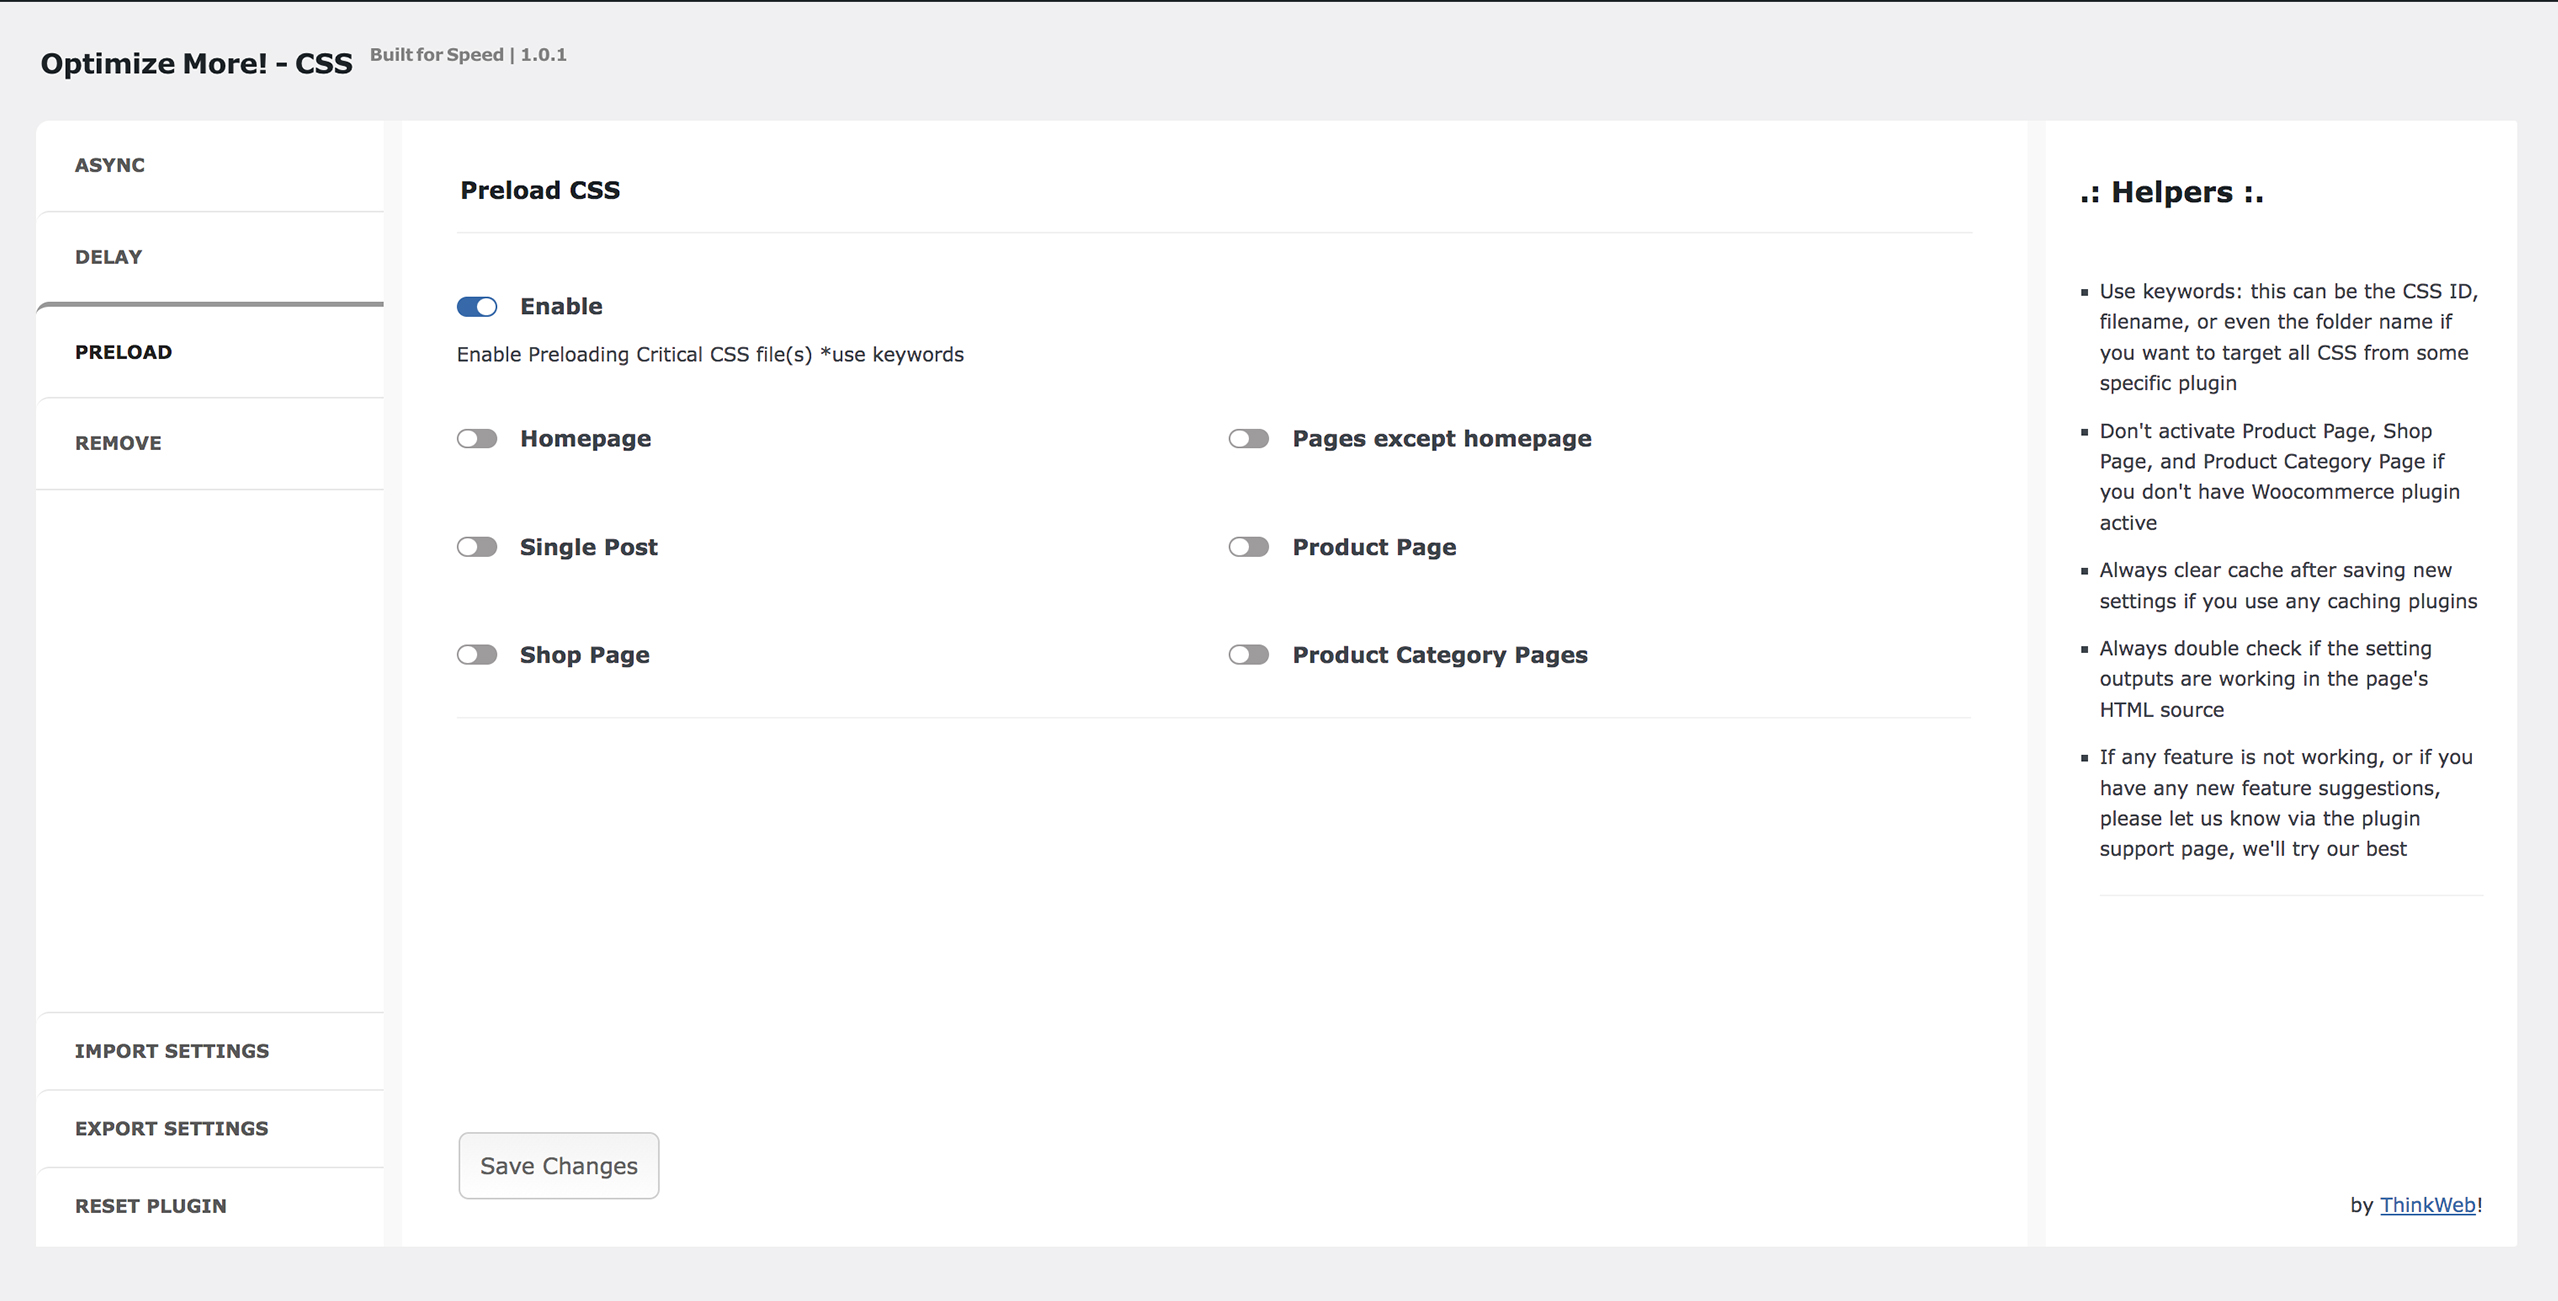 Optimize More! - CSS Built for Speed | 1.0.1
ASYNC
DELAY
PRELOAD
REMOVE
IMPORT SETTINGS
EXPORT SETTINGS
RESET PLUGIN
Preload CSS
Enable
Enable Preloading Critical CSS file(s) *use keywords
Homepage
Pages except homepage
Single Post
Product Page
Shop Page
Product Category Pages
Save Changes
.: Helpers :.
Use keywords: this can be the CSS ID,
filename, or even the folder name if
you want to target all CSS from some
specific plugin
Don't activate Product Page, Shop
Page, and Product Category Page if
you don't have Woocommerce plugin
active
Always clear cache after saving new
settings if you use any caching plugins
Always double check if the setting
outputs are working in the page's
HTML source
If any feature is not working, or if you
have any new feature suggestions,
please let us know via the plugin
support page, we'll try our best
by ThinkWeb!